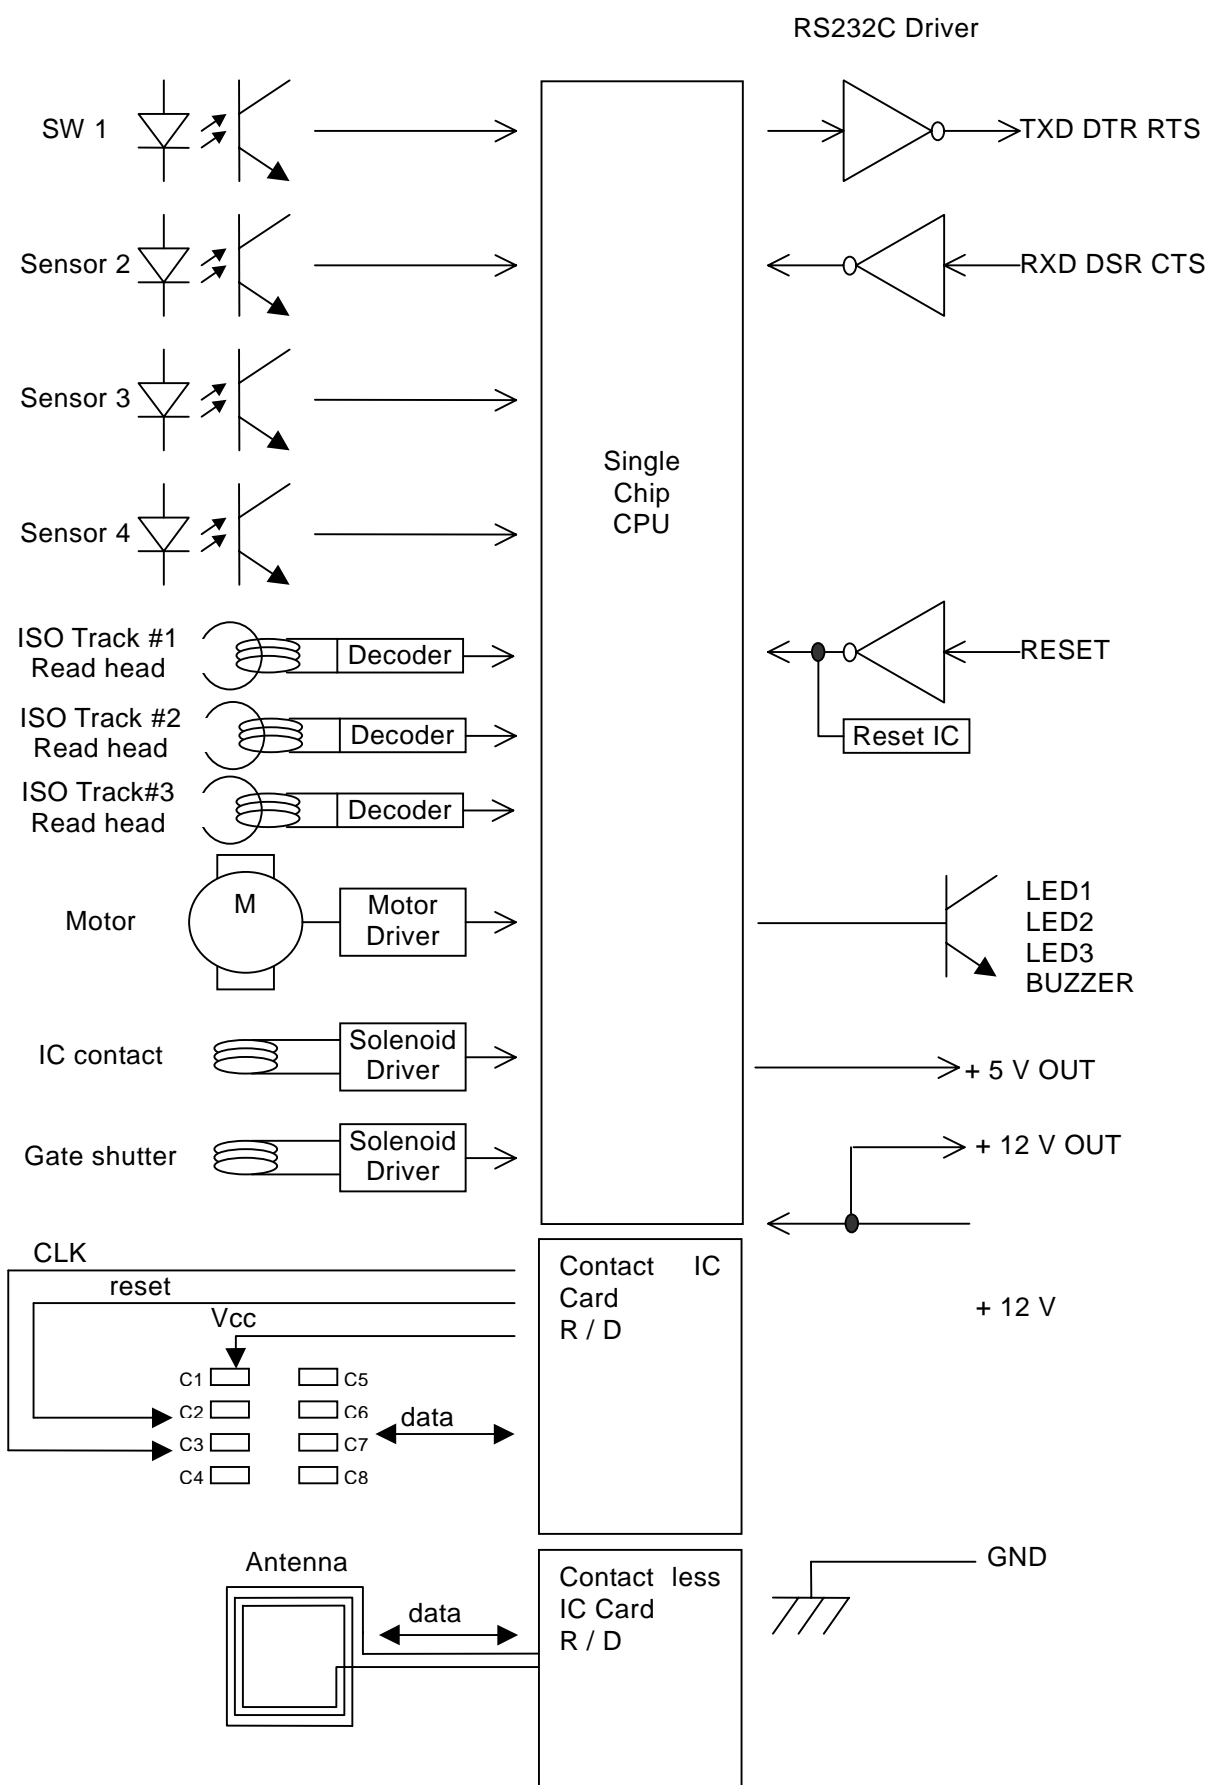 RS232C Driver
SW 1
TXD DTR RTS
Sensor 2
RXD DSR CTS
Sensor 3
Single
Chip
CPU
Sensor 4
ISO Track #1
Read head
Decoder
RESET
Reset IC
ISO Track #2
Read head
Decoder
ISO Track#3
Read head
Decoder
Motor
M
Motor
Driver
LED1
LED2
LED3
BUZZER
IC contact
Solenoid
Driver
+ 5 V OUT
Gate shutter
Solenoid
Driver
+ 12 V OUT
+ 12 V
CLK
reset
Vcc
Contact IC
Card
R / D
C1
C5
C2
C6
C3
C7
C4
C8
data
Antenna
data
Contact less
IC Card
R / D
GND